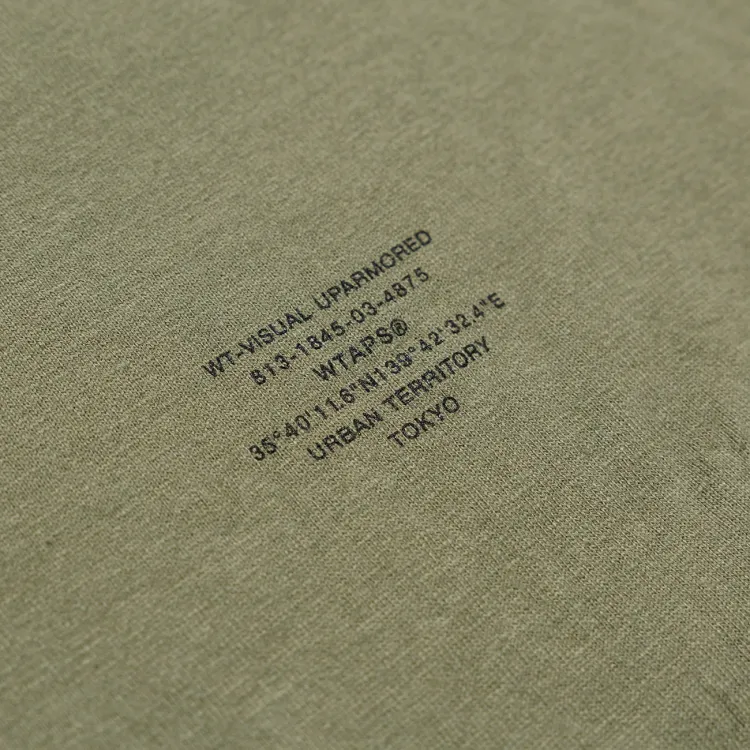 WT-VISUAL UPARMORED
813-1845-03-4875
WTAPS®
35°40'11.6"N139°42'32.4"E
URBAN TERRITORY
TOKYO